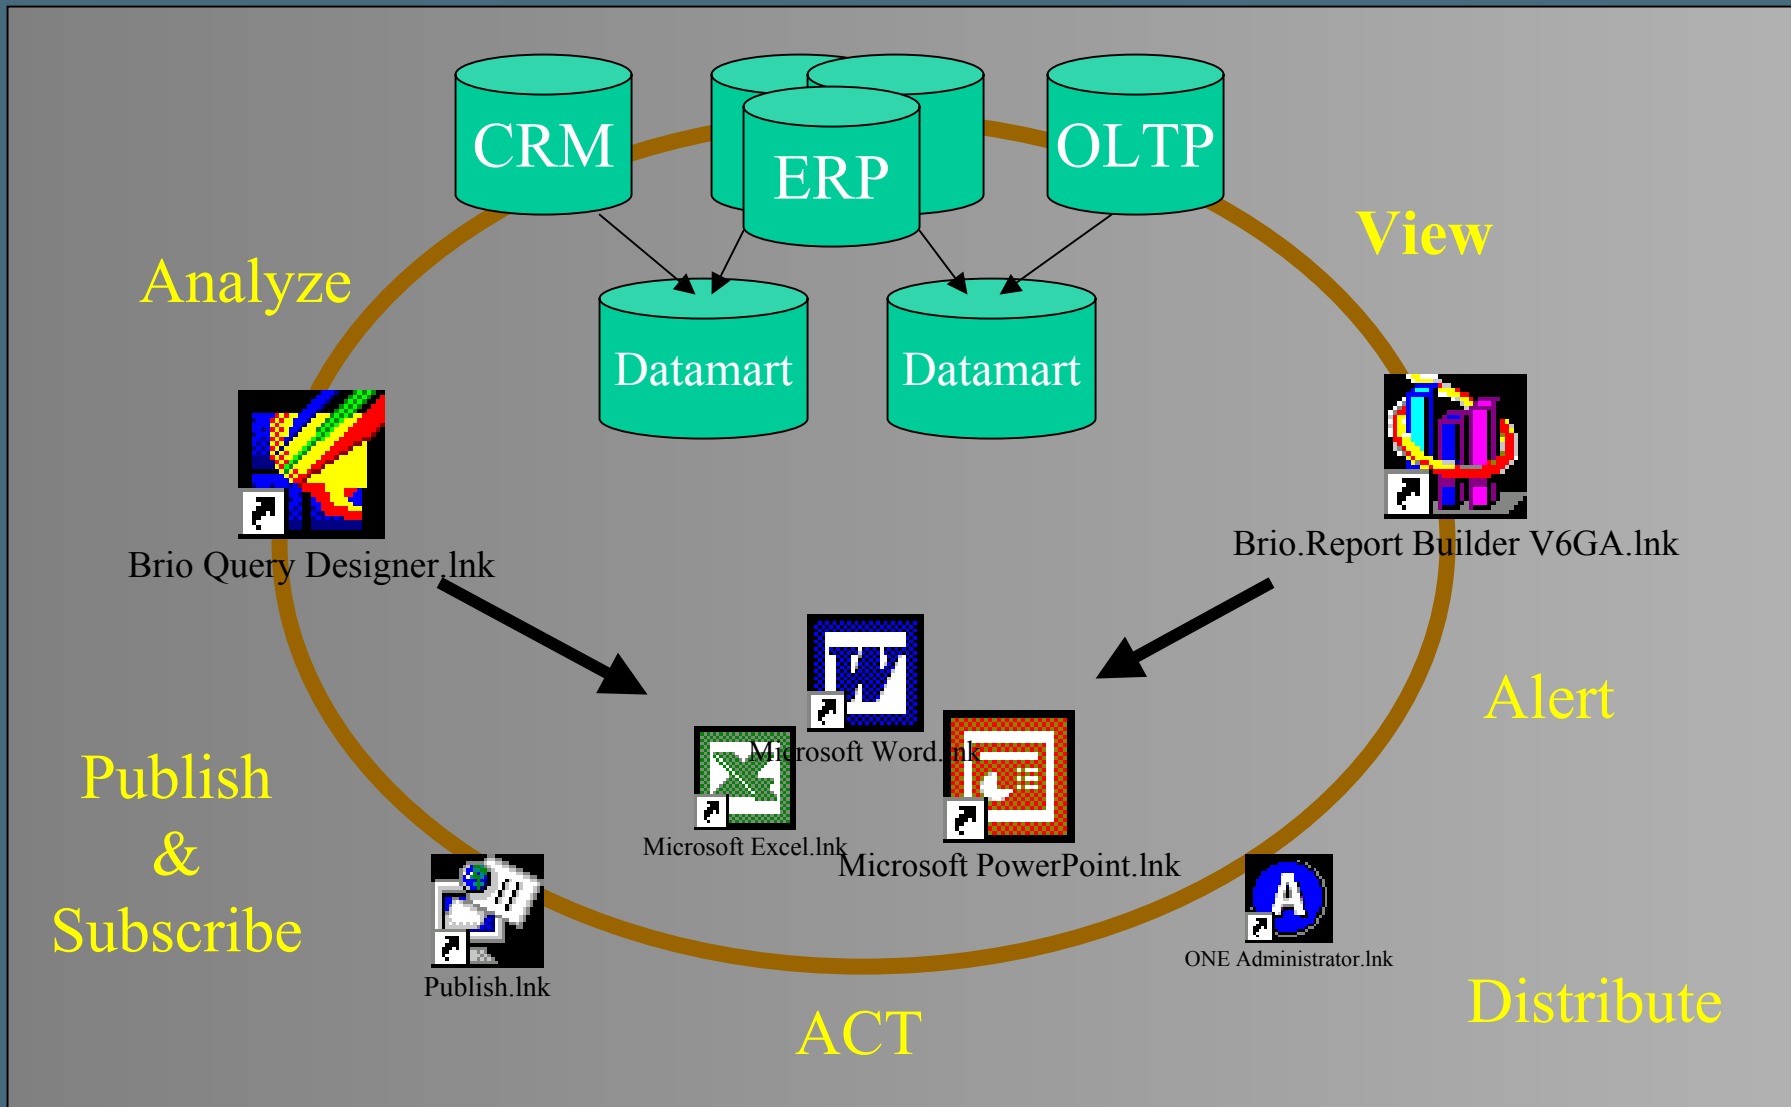 CRM
ERP
OLTP
View
Analyze
Datamart
Datamart
Brio Query Designer.lnk
Brio.Report Builder V6GA.lnk
W
Alert
Microsoft Word.lnk
Publish
&
Subscribe
Microsoft Excel.lnk
Microsoft PowerPoint.lnk
A
Publish.lnk
ONE Administrator.lnk
Distribute
ACT